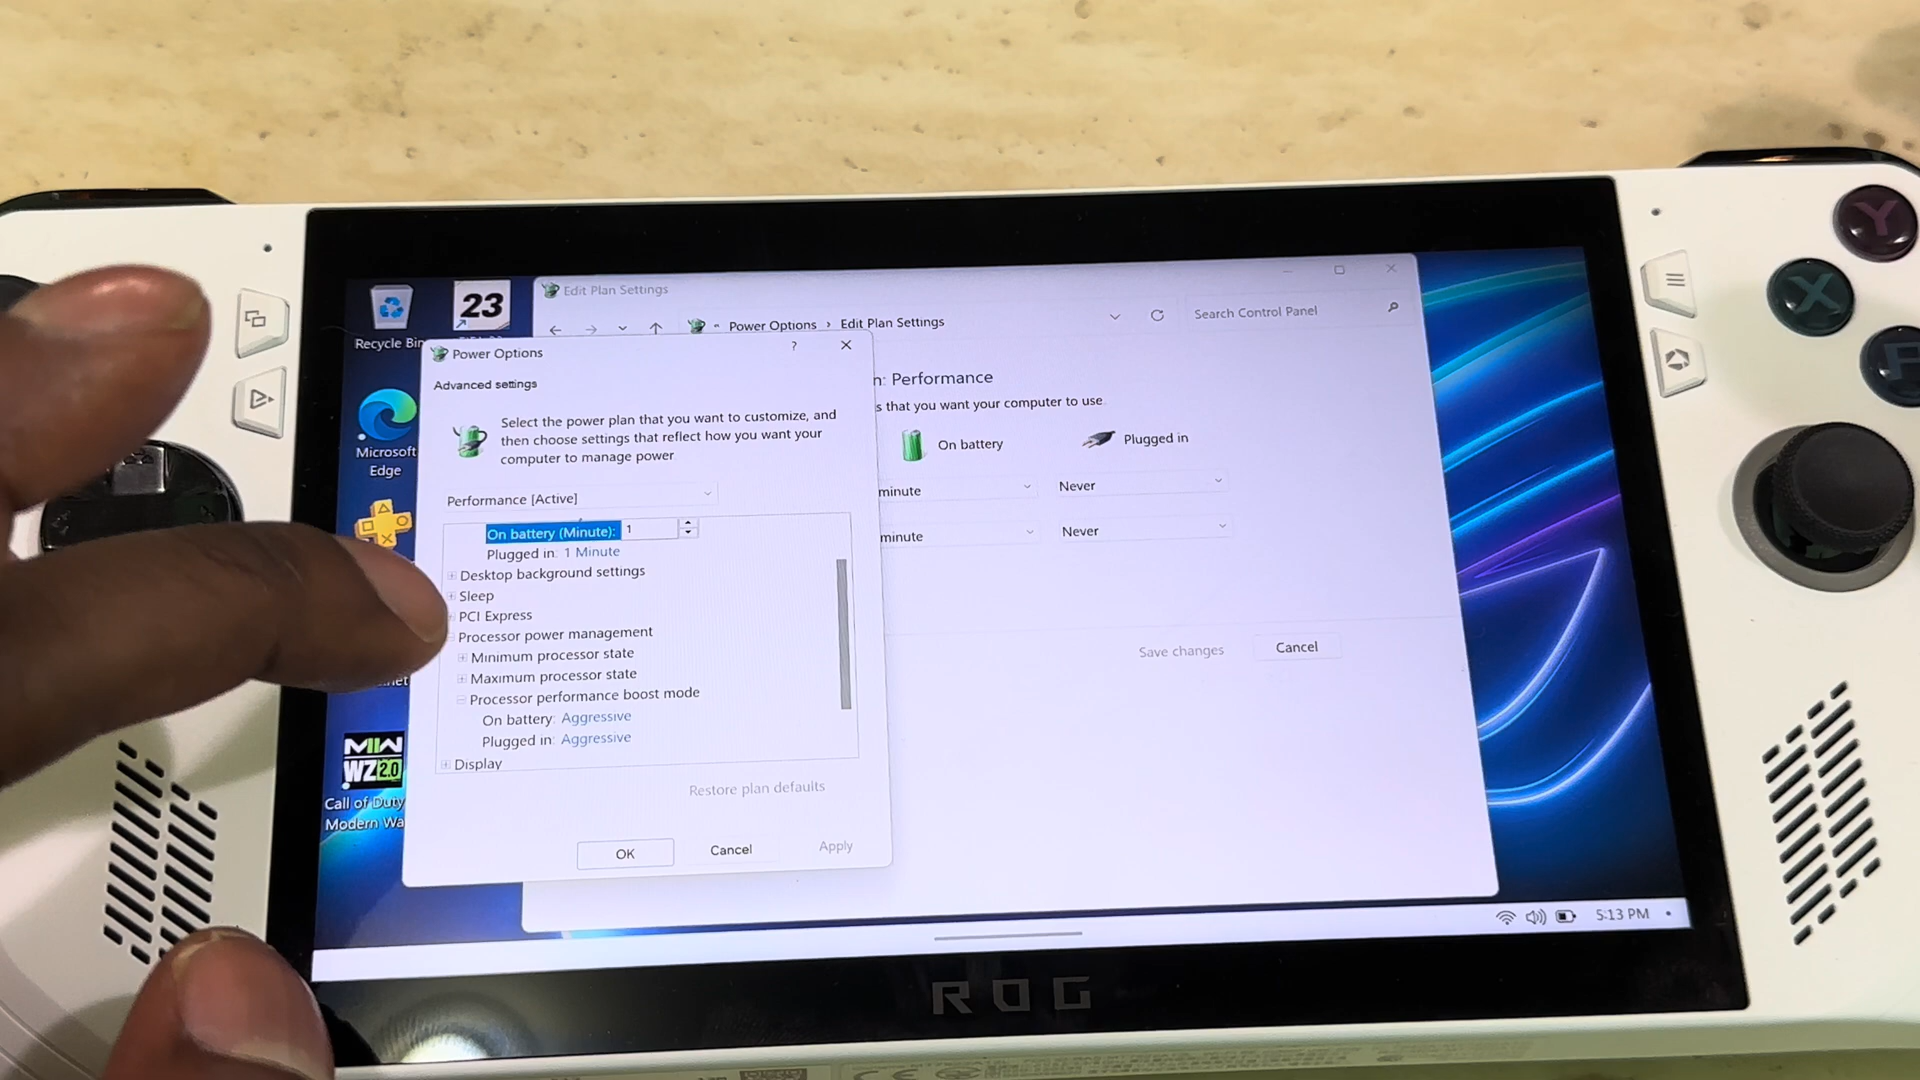 Recycle Bin
23
Microsoft
Edge
MW
WZ 2.0
Call of Duty
Modern Wa
Edit Plan Settings
Power Options › Edit Plan Settings
Search Control Panel
n: Performance
s that you want your computer to use
On battery
Plugged in
minute
Never
minute
Never
Save changes
Cancel
Power Options
?
Advanced settings
Select the power plan that you want to customize, and
then choose settings that reflect how you want your
computer to manage power
Performance [Active]
On battery (Minute): 1
Plugged in: 1 Minute
Desktop background settings
Sleep
PCI Express
Processor power management
Minimum processor state
Maximum processor state
Processor performance boost mode
On battery: Aggressive
Plugged in: Aggressive
Display
Restore plan defaults
OK
Cancel
Apply
5:13 PM
ROG
Y
X